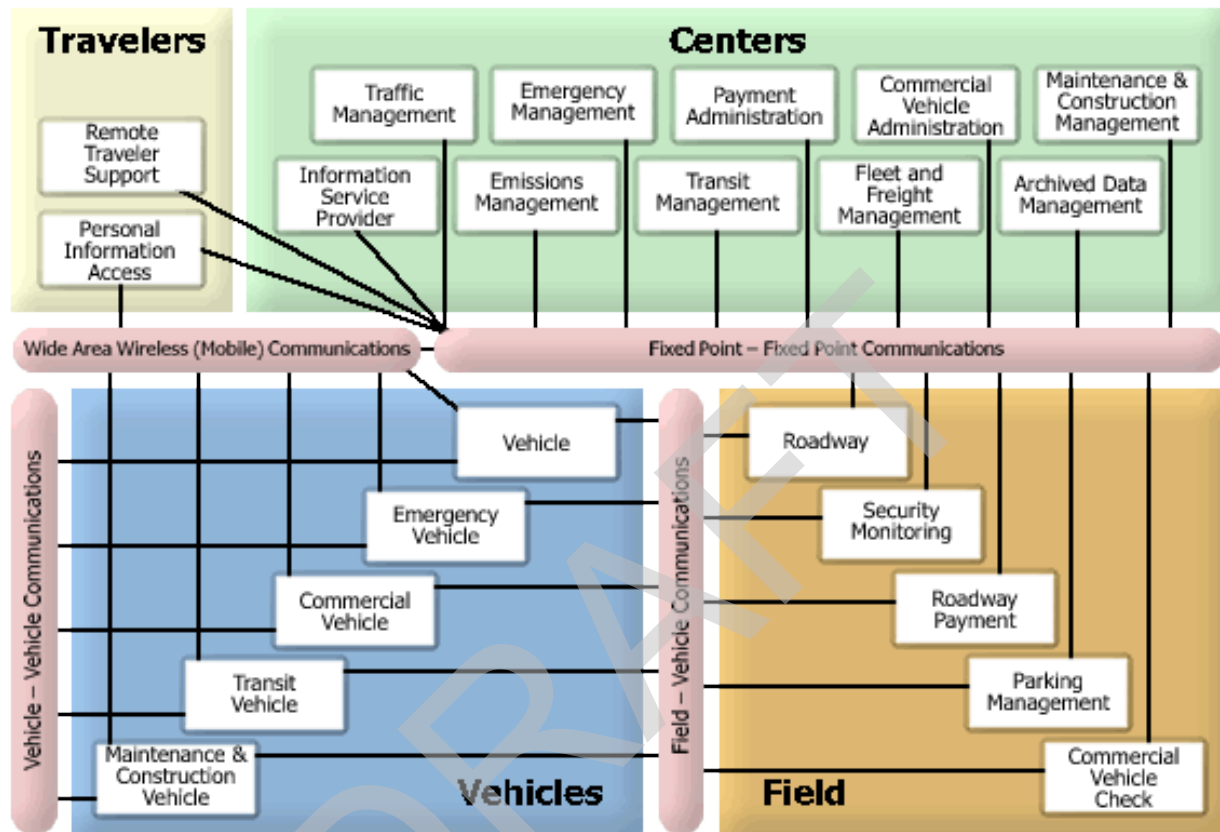 Travelers
Centers
Traffic
Management
Emergency
Management
Payment
Administration
Commercial
Vehicle
Administration
Maintenance &
Construction
Management
Remote
Traveler
Support
Information
Service
Provider
Emissions
Management
Transit
Management
Fleet and
Freight
Management
Archived Data
Management
Personal
Information
Access
Wide Area Wireless (Mobile) Communications
Fixed Point – Fixed Point Communications
Vehicle – Vehicle Communications
Vehicle
Emergency
Vehicle
Commercial
Vehicle
Transit
Vehicle
Maintenance &
Construction
Vehicle
Vehicles
Field – Vehicle Communications
Roadway
Security
Monitoring
Roadway
Payment
Parking
Management
Commercial
Vehicle
Check
Field
DRAFT